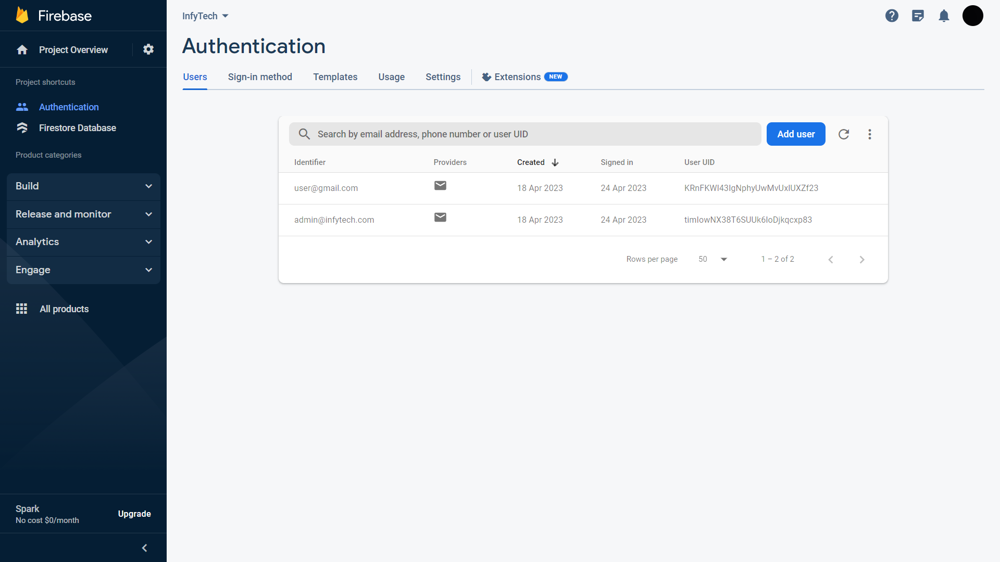 Firebase
Project Overview
Project shortcuts
Authentication
Firestore Database
Product categories
Build
Release and monitor
Analytics
Engage
All products
Spark
No cost $0/month
Upgrade
InfyTech
Authentication
Users Sign-in method Templates Usage Settings Extensions NEW
Search by email address, phone number or user UID Add user
Identifier Providers Created Signed in User UID
user@gmail.com 18 Apr 2023 24 Apr 2023 KRnFKWI43IgNphyUwMvUxIUXZf23
admin@infytech.com 18 Apr 2023 24 Apr 2023 timIowNX38T6SUUk6IoDjkqcxp83
Rows per page 50 1 – 2 of 2